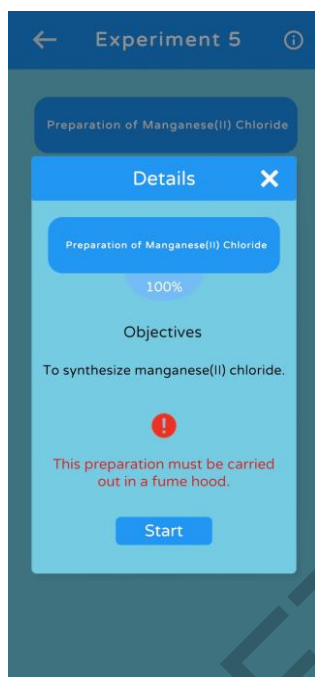 Experiment 5
Preparation of Manganese(II) Chloride
Details
Preparation of Manganese(II) Chloride
100%
Objectives
To synthesize manganese(II) chloride.
This preparation must be carried
out in a fume hood.
Start